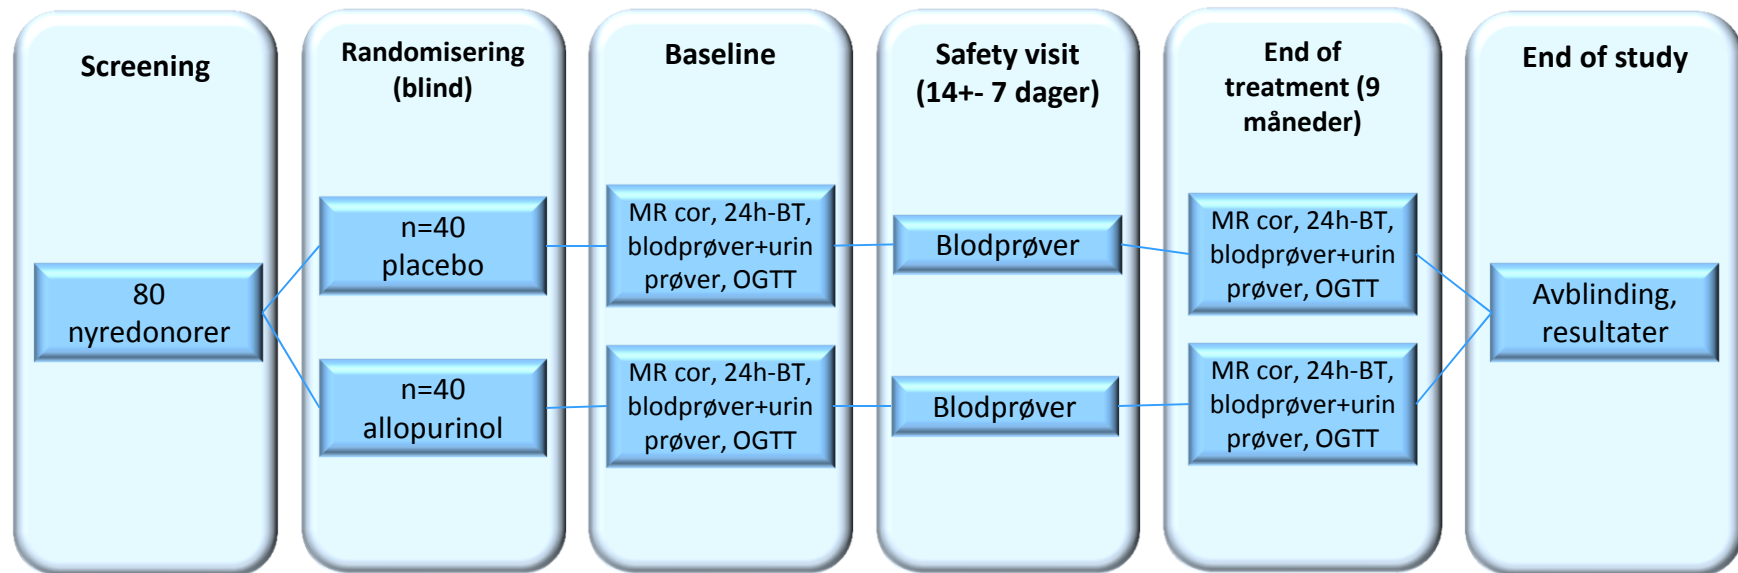 Screening
80
nyredonorer
Randomisering
(blind)
n=40
placebo
n=40
allopurinol
Baseline
MR cor, 24h-BT,
blodprøver+urin
prøver, OGTT
MR cor, 24h-BT,
blodprøver+urin
prøver, OGTT
Safety visit
(14+- 7 dager)
Blodprøver
Blodprøver
End of
treatment (9
måneder)
MR cor, 24h-BT,
blodprøver+urin
prøver, OGTT
MR cor, 24h-BT,
blodprøver+urin
prøver, OGTT
End of study
Avblinding,
resultater